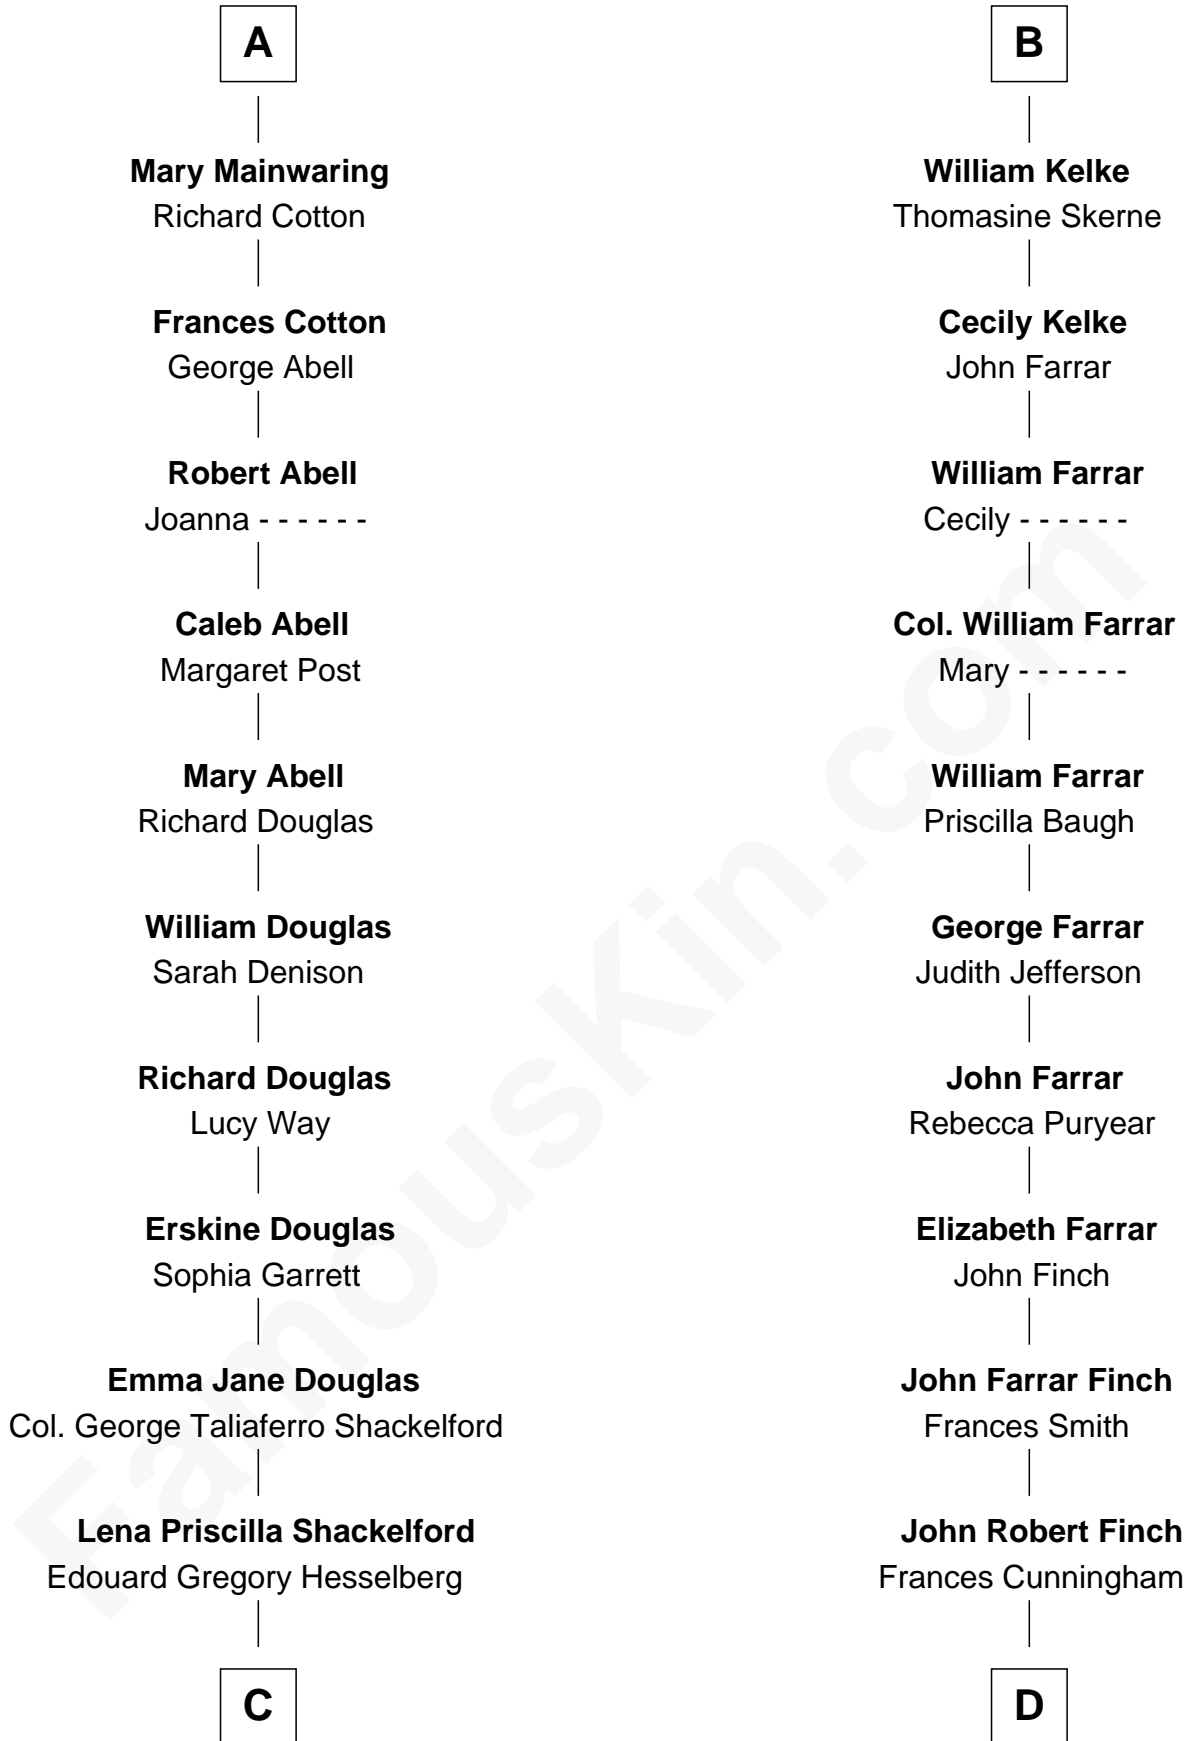 A
Mary Mainwaring
Richard Cotton
Frances Cotton
George Abell
Robert Abell
Joanna - - - - - -
Caleb Abell
Margaret Post
Mary Abell
Richard Douglas
William Douglas
Sarah Denison
Richard Douglas
Lucy Way
Erskine Douglas
Sophia Garrett
Emma Jane Douglas
Col. George Taliaferro Shackelford
Lena Priscilla Shackelford
Edouard Gregory Hesselberg
C
B
William Kelke
Thomasine Skerne
Cecily Kelke
John Farrar
William Farrar
Cecily - - - - - -
Col. William Farrar
Mary - - - - - -
William Farrar
Priscilla Baugh
George Farrar
Judith Jefferson
John Farrar
Rebecca Puryear
Elizabeth Farrar
John Finch
John Farrar Finch
Frances Smith
John Robert Finch
Frances Cunningham
D
FamousKin.com